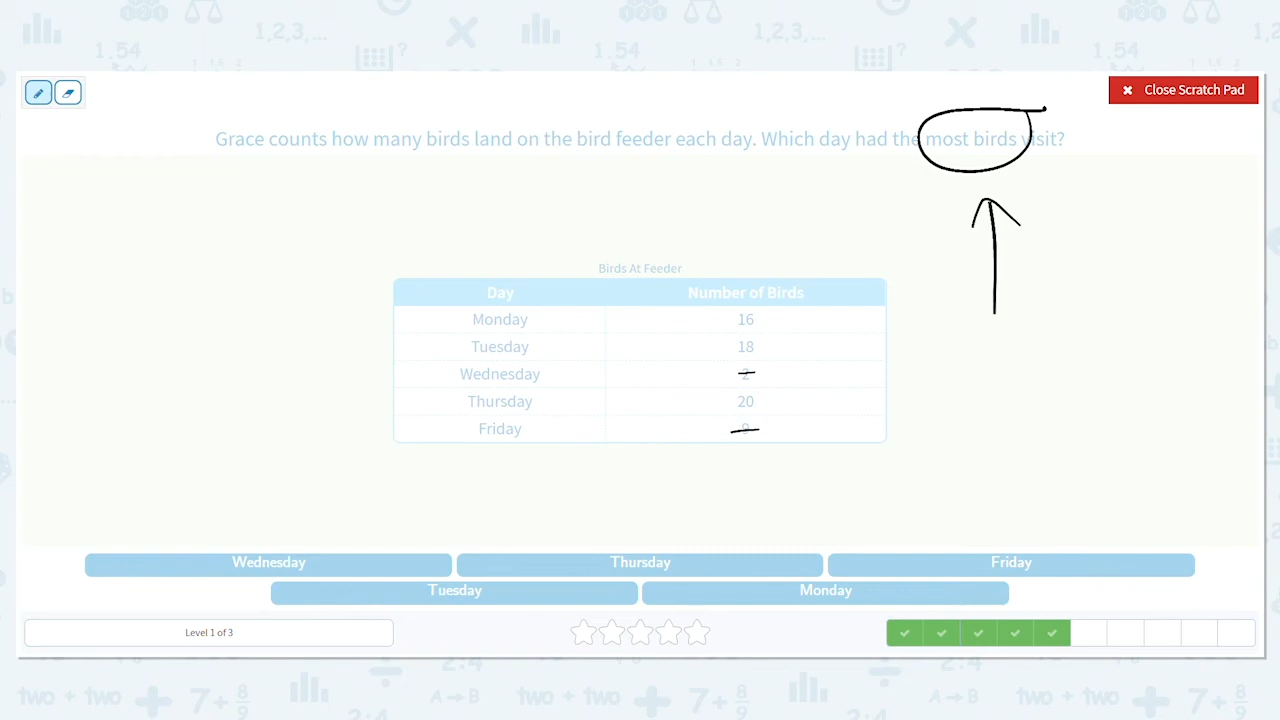 Close Scratch Pad
Grace counts how many birds land on the bird feeder each day. Which day had the most birds visit?
Birds At Feeder
Day Number of Birds
Monday 16
Tuesday 18
Wednesday 2
Thursday 20
Friday 9
Wednesday Thursday Friday
Tuesday Monday
Level 1 of 3